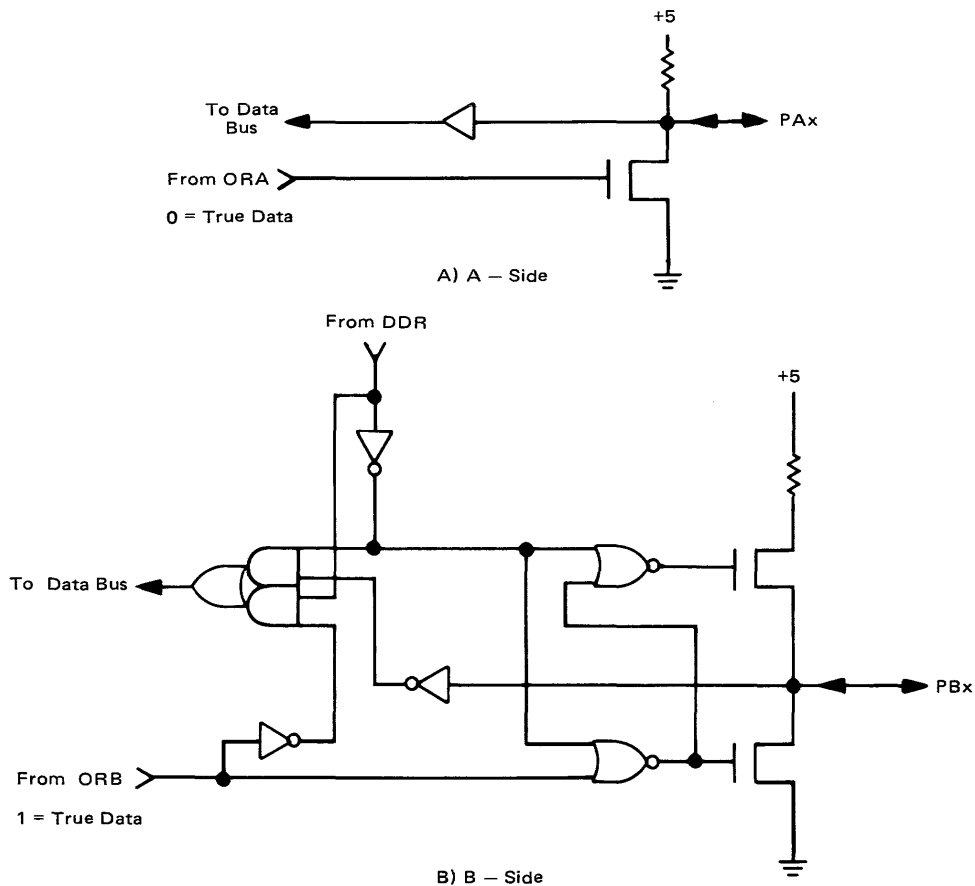 +5
To Data
Bus
PAx
From ORA
0 = True Data
A) A – Side
From DDR
+5
To Data Bus
PBx
From ORB
1 = True Data
B) B – Side